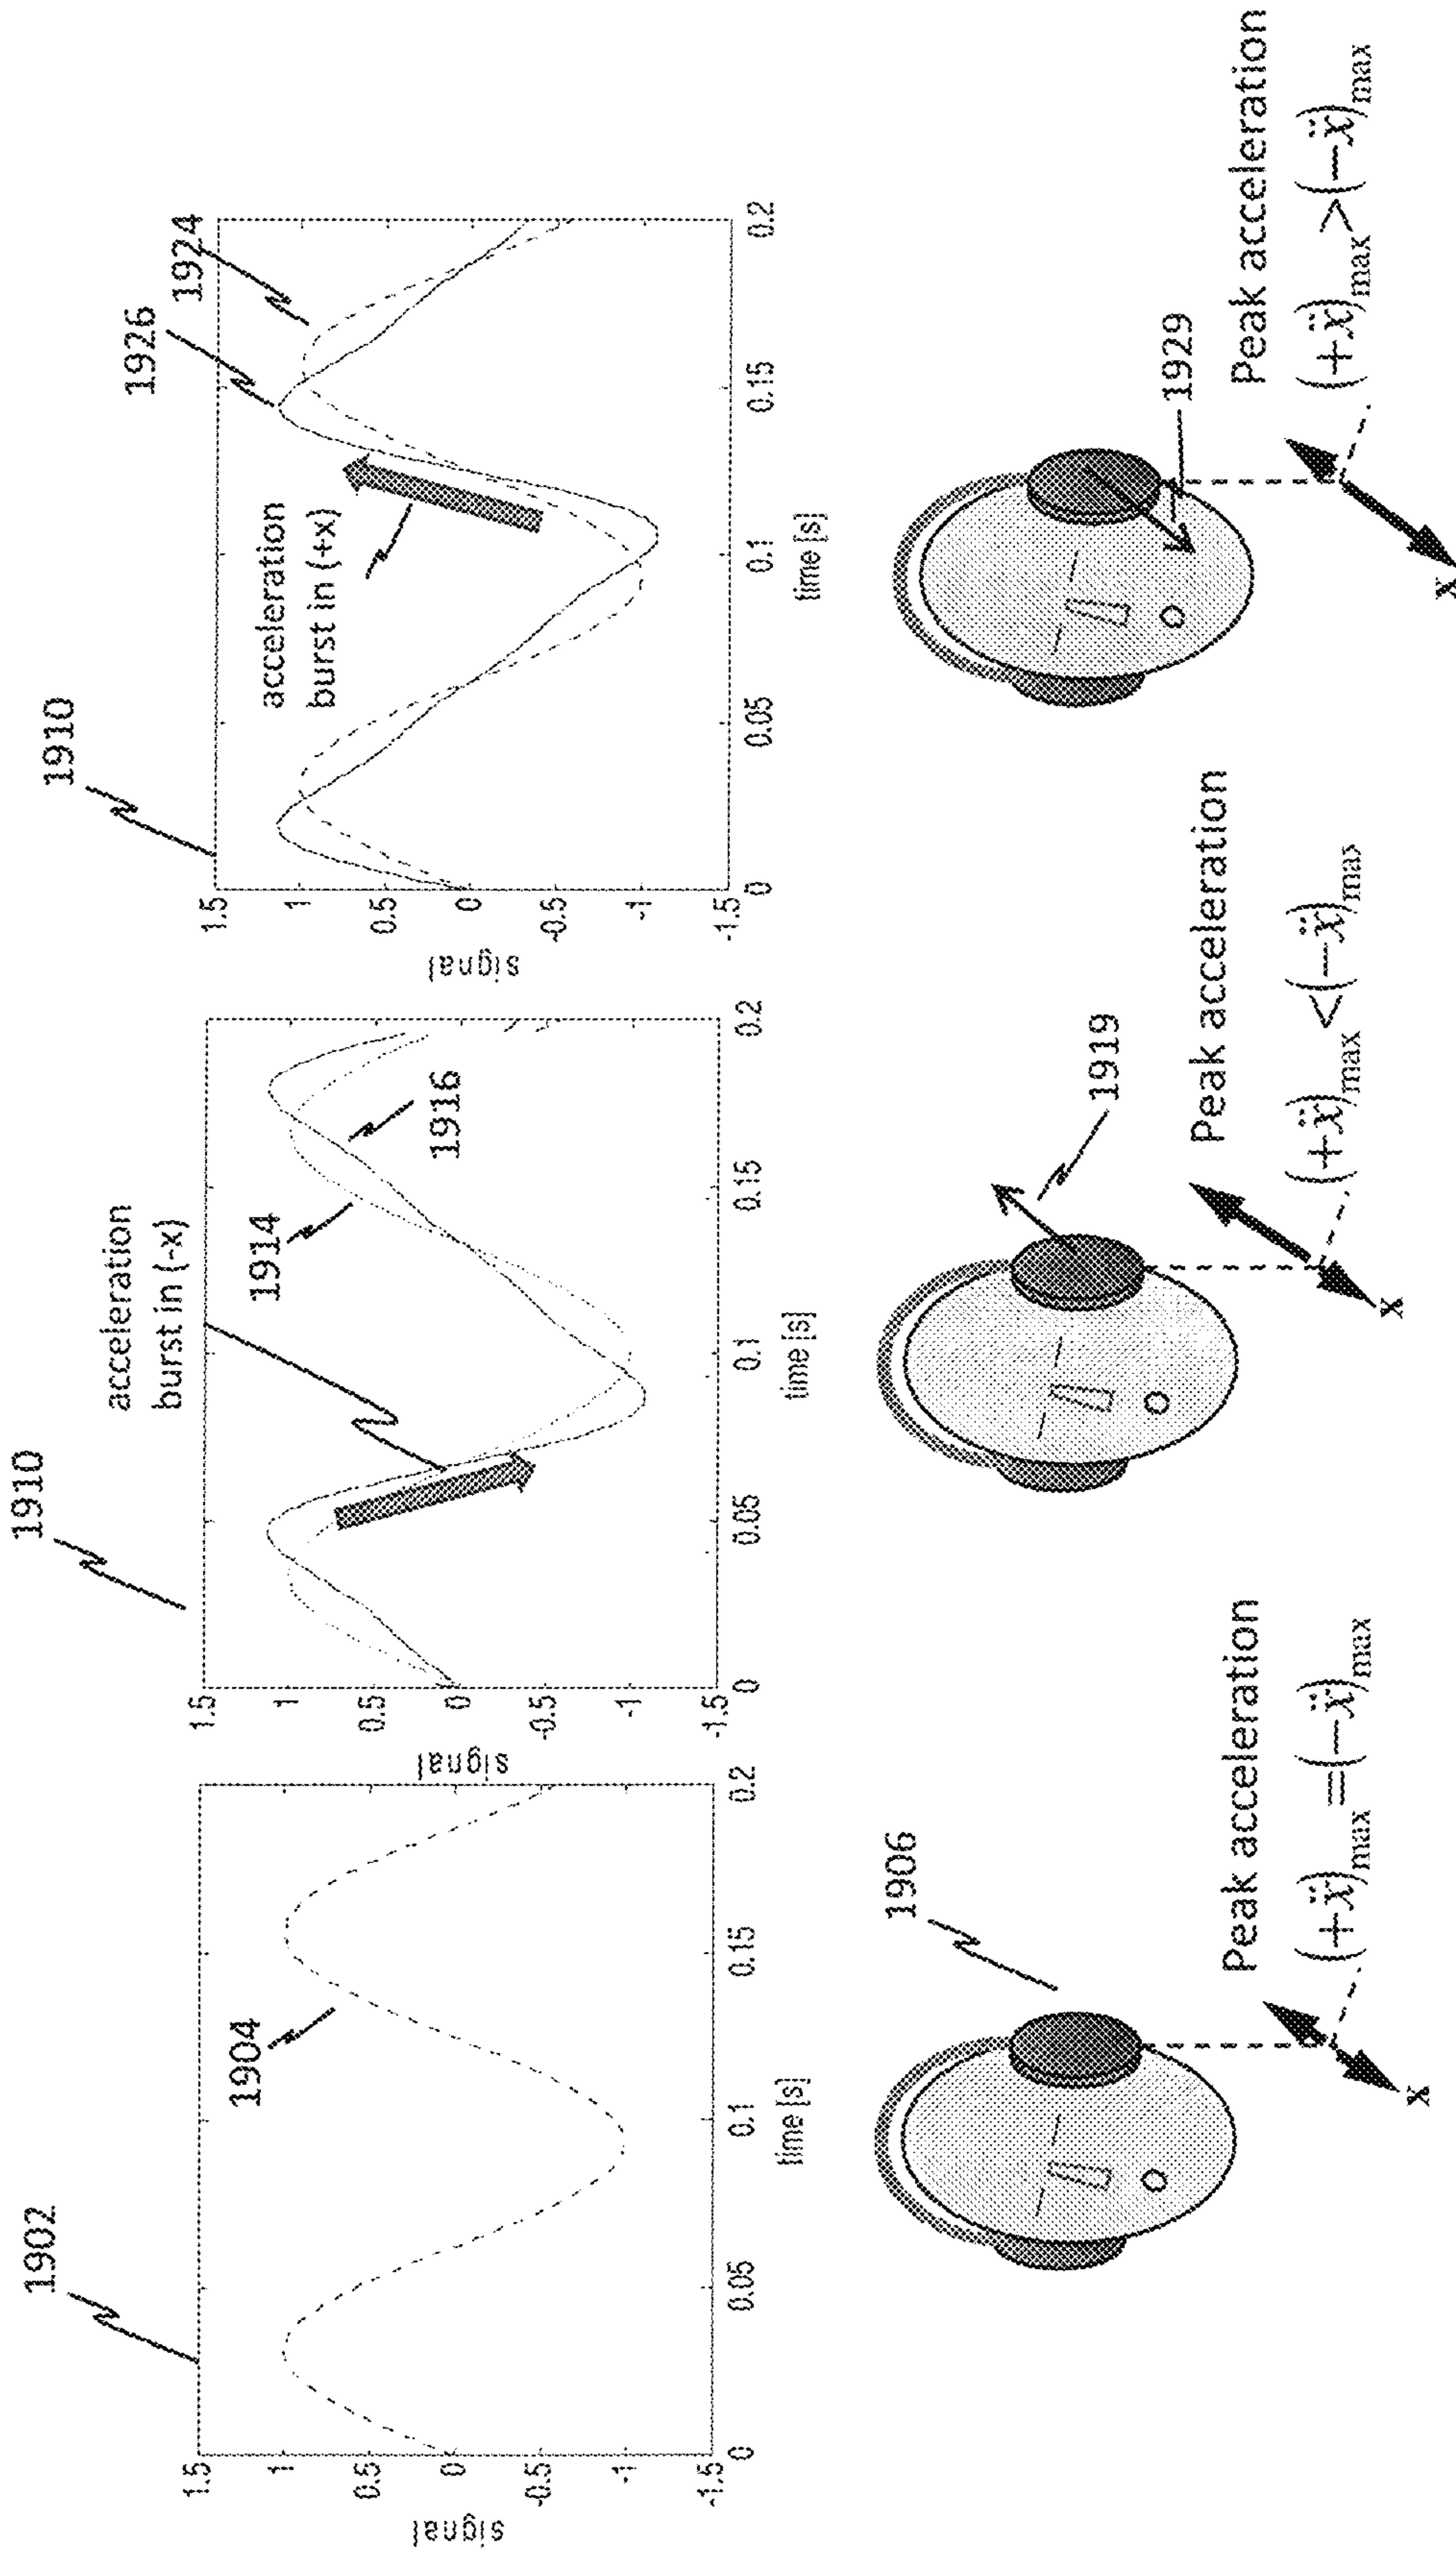 1902
1904
1.5
1
0.5
0
-0.5
-1
-1.5
signal
0
0.05
0.1
0.15
0.2
time [s]
1906
Peak acceleration
(+ẍ)max =(−ẍ)max
x
1910
acceleration
burst in (-x)
1914
1916
1.5
1
0.5
0
-0.5
-1
-1.5
signal
0
0.05
0.1
0.15
0.2
time [s]
1919
Peak acceleration
(+ẍ)max <(−ẍ)max
x
1910
1926
1924
acceleration
burst in (+x)
1.5
1
0.5
0
-0.5
-1
-1.5
signal
0
0.05
0.1
0.15
0.2
time [s]
1929
Peak acceleration
(+ẍ)max >(−ẍ)max
x